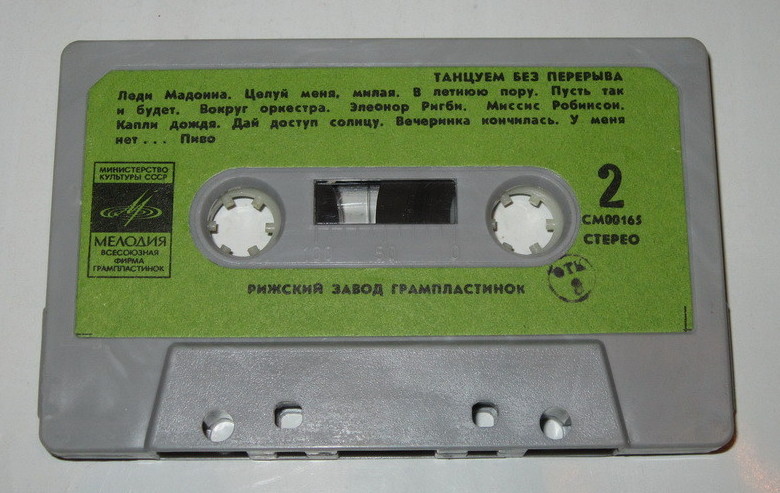 ТАНЦУЕМ БЕЗ ПЕРЕРЫВА
Леди Мадонна. Целуй меня, милая. В летнюю пору. Пусть так
и будет. Вокруг оркестра. Элеонор Ригби. Миссис Робинсон.
Капли дождя. Дай доступ солнцу. Вечеринка кончилась. У меня
нет... Пиво
МИНИСТЕРСТВО
КУЛЬТУРЫ СССР
МЕЛОДИЯ
ВСЕСОЮЗНАЯ
ФИРМА
ГРАМПЛАСТИНОК
2
СМ00165
СТЕРЕО
РИЖСКИЙ ЗАВОД ГРАМПЛАСТИНОК
ОТК
8